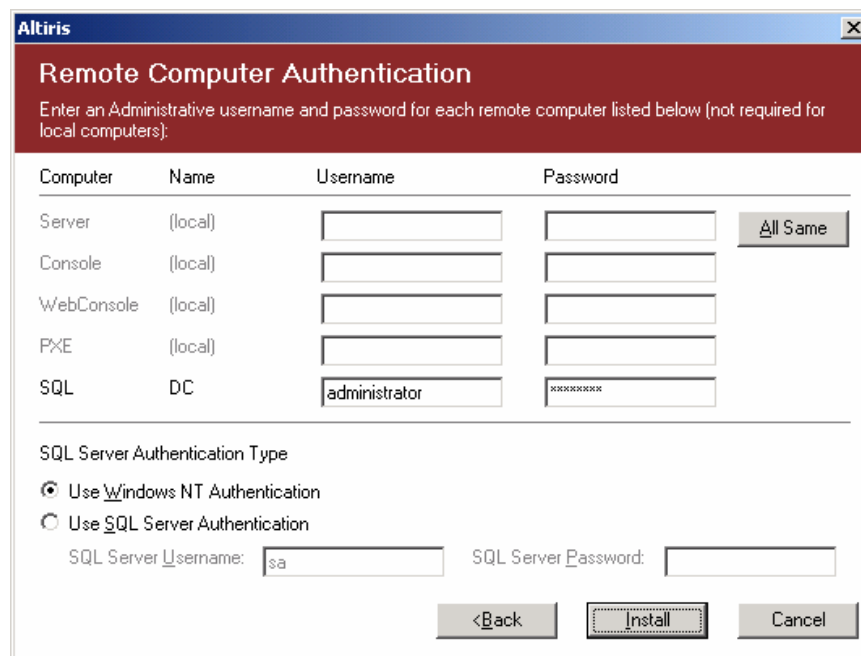 Altiris
Remote Computer Authentication
Enter an Administrative username and password for each remote computer listed below (not required for
local computers):
Computer Name Username Password
Server (local)
All Same
Console (local)
WebConsole (local)
PXE (local)
SQL DC administrator ********
SQL Server Authentication Type
Use Windows NT Authentication
Use SQL Server Authentication
SQL Server Username: sa SQL Server Password:
<Back Install Cancel